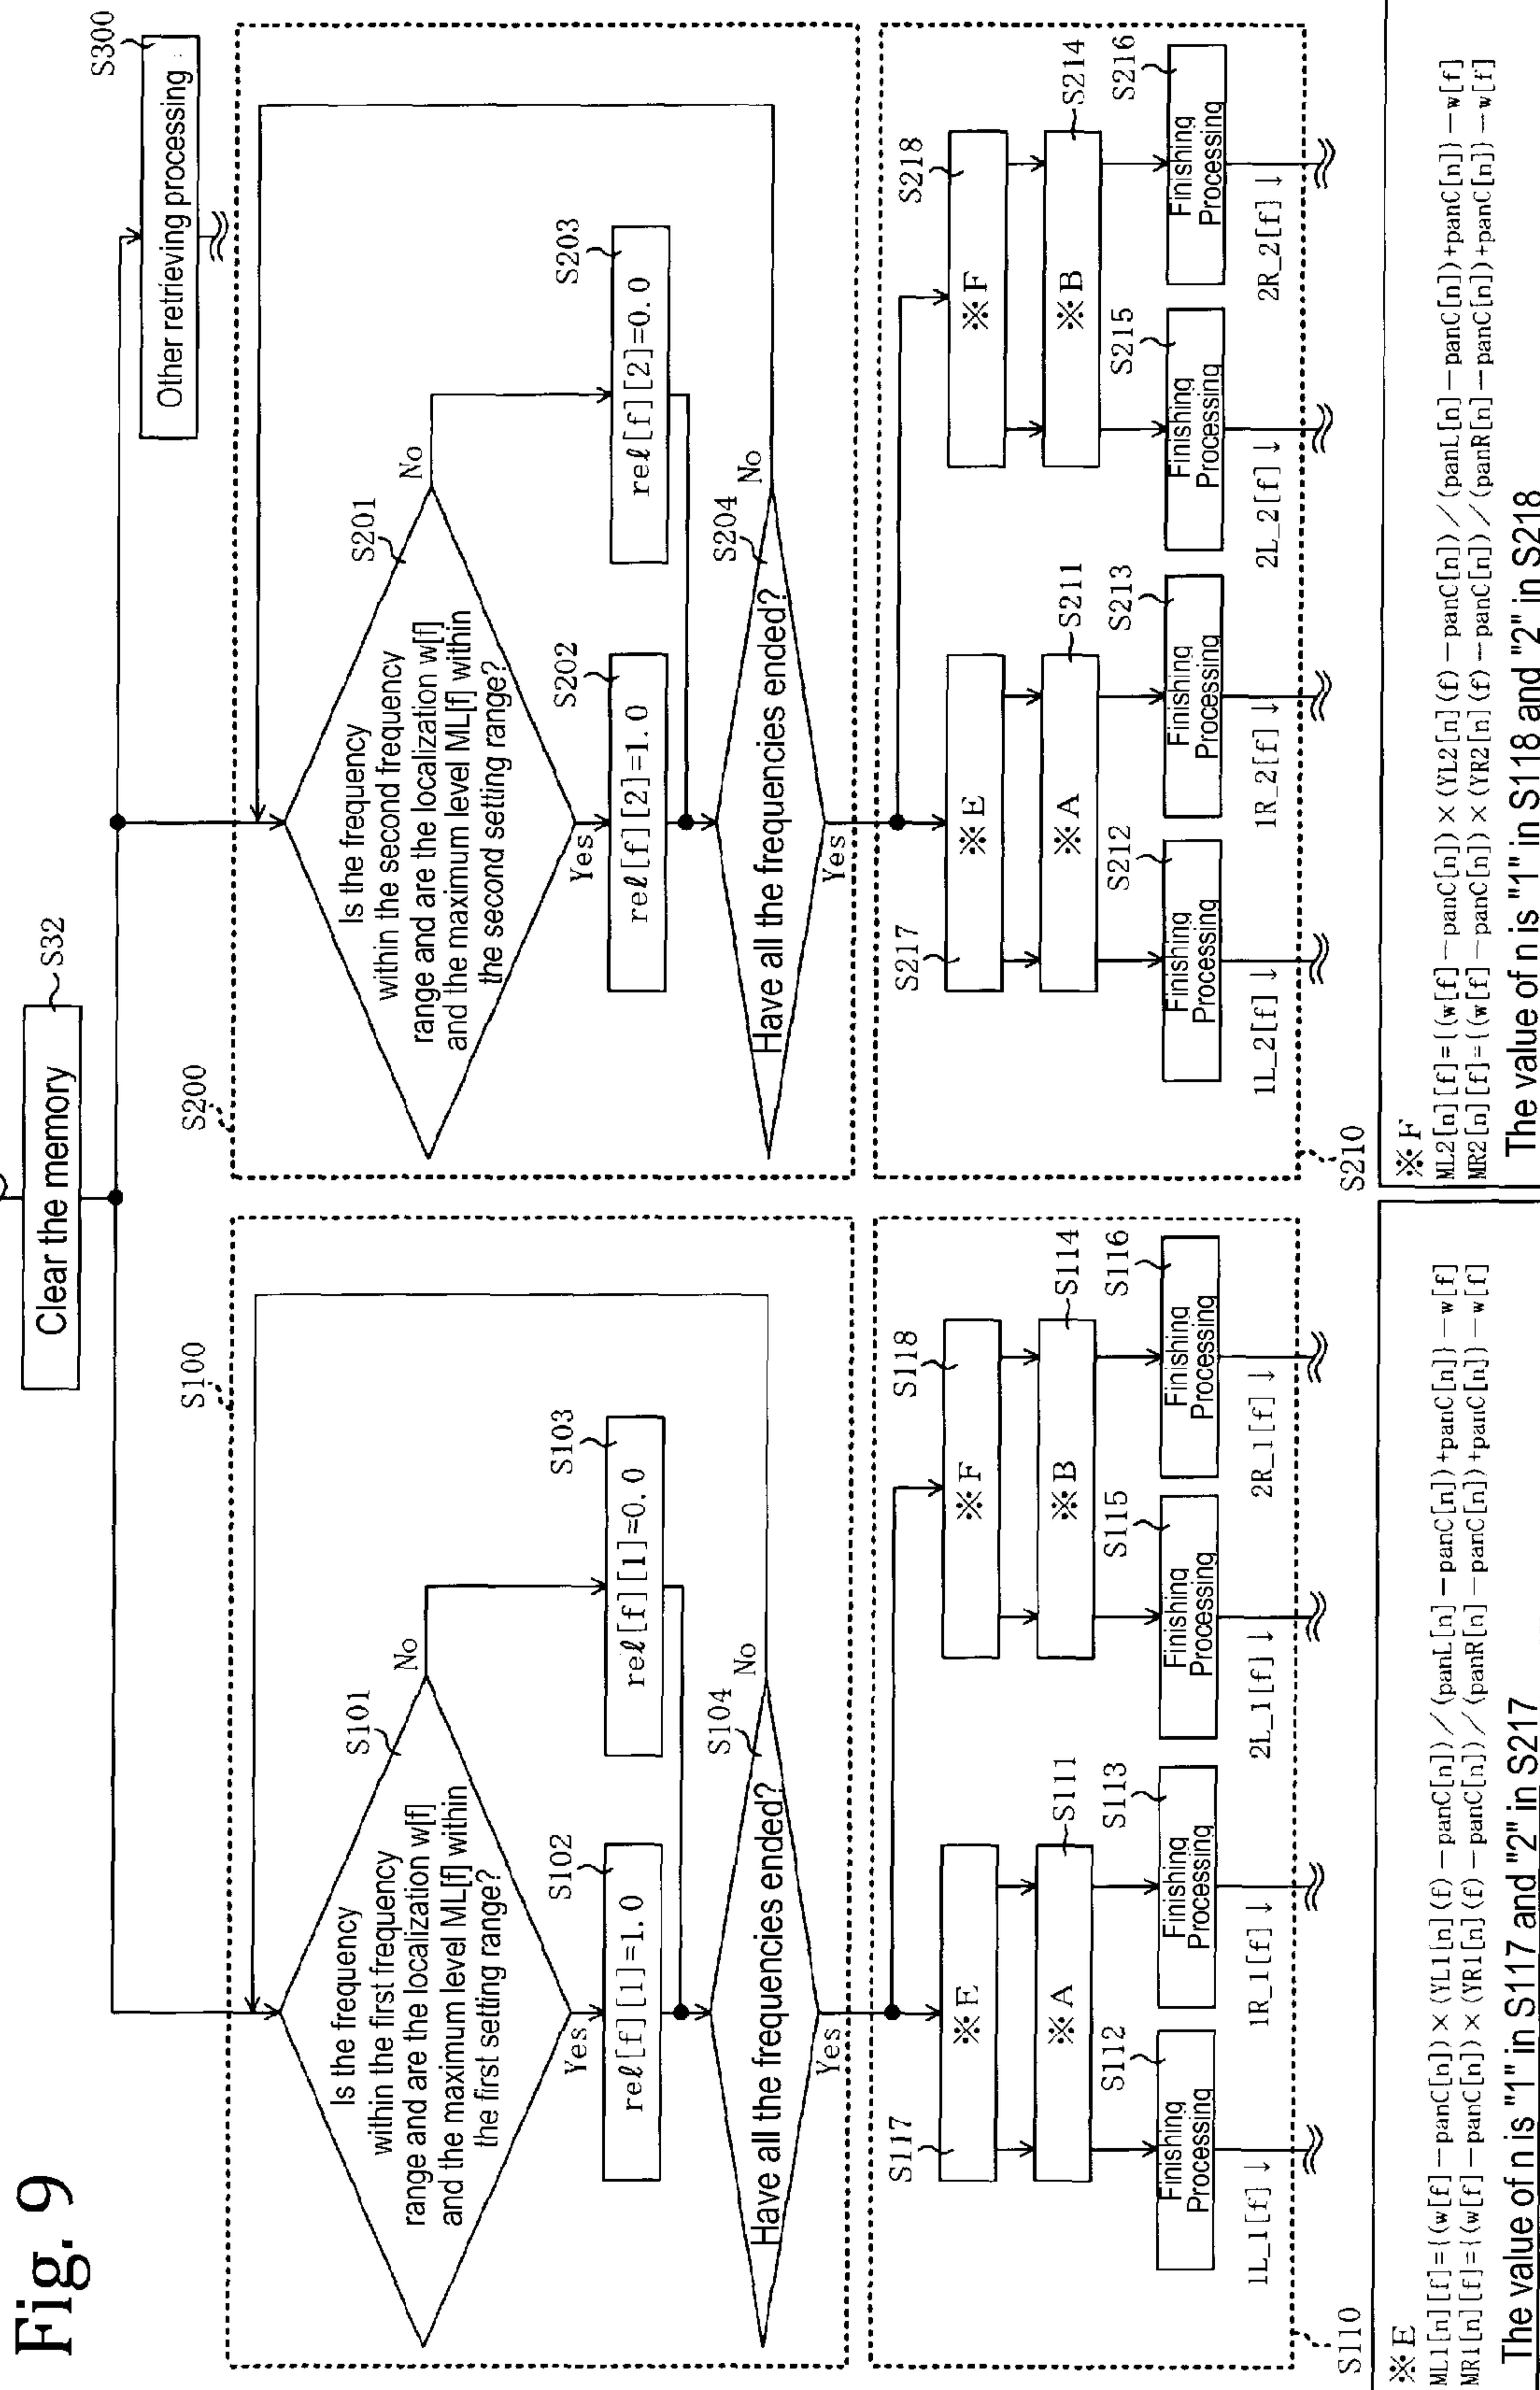 Fig. 9
Clear the memory
S32
S100
Is the frequency
within the first frequency
range and are the localization w[f]
and the maximum level ML[f] within
the first setting range?
S101
No
Yes
S102
S103
reℓ[f][1]=1.0
reℓ[f][1]=0.0
S104
Have all the frequencies ended?
No
Yes
S117
※E
S118
※F
※A
S111
※B
S114
S112
Finishing
Processing
S113
Finishing
Processing
S115
Finishing
Processing
S116
Finishing
Processing
1L_1[f]↓
1R_1[f]↓
2L_1[f]↓
2R_1[f]↓
S110
S200
Is the frequency
within the second frequency
range and are the localization w[f]
and the maximum level ML[f] within
the second setting range?
S201
No
Yes
S202
S203
reℓ[f][2]=1.0
reℓ[f][2]=0.0
S204
Have all the frequencies ended?
No
Yes
S217
※E
S218
※F
※A
S211
※B
S214
S212
Finishing
Processing
S213
Finishing
Processing
S215
Finishing
Processing
S216
Finishing
Processing
1L_2[f]↓
1R_2[f]↓
2L_2[f]↓
2R_2[f]↓
S210
S300
Other retrieving processing
※E
ML1[n][f]={(w[f]-panC[n])×(YL1[n](f)-panC[n])/(panL[n]-panC[n])+panC[n]}-w[f]
MR1[n][f]={(w[f]-panC[n])×(YR1[n](f)-panC[n])/(panR[n]-panC[n])+panC[n]}-w[f]
The value of n is "1" in S117 and "2" in S217
※F
ML2[n][f]={(w[f]-panC[n])×(YL2[n](f)-panC[n])/(panL[n]-panC[n])+panC[n]}-w[f]
MR2[n][f]={(w[f]-panC[n])×(YR2[n](f)-panC[n])/(panR[n]-panC[n])+panC[n]}-w[f]
The value of n is "1" in S118 and "2" in S218